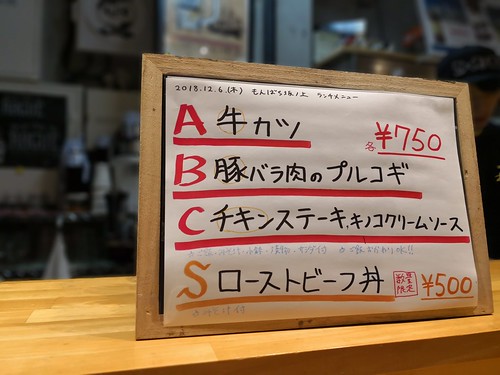 2018.12.6.(木) もんぱち坂ノ上 ランチメニュー
A 牛カツ
各¥750
B 豚バラ肉のプルコギ
C チキンステーキ,キノコクリームソース
S ローストビーフ丼 数量限定 ¥500